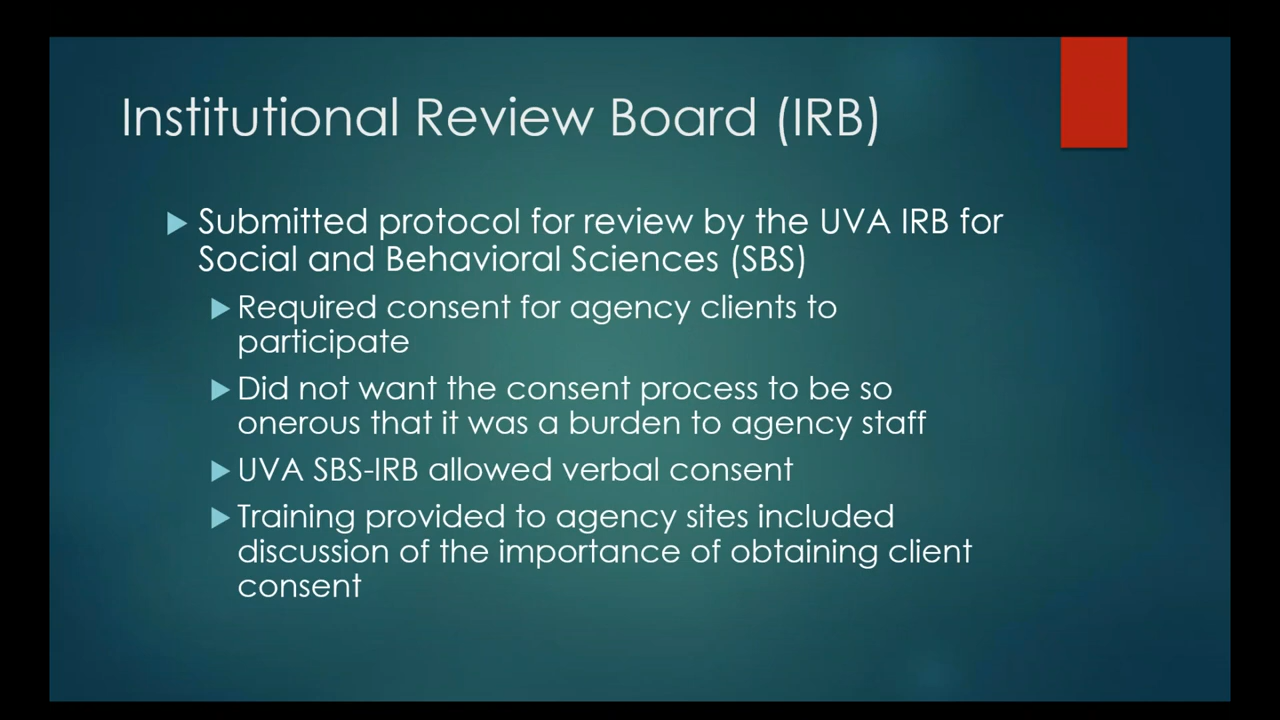 Institutional Review Board (IRB)
Submitted protocol for review by the UVA IRB for
Social and Behavioral Sciences (SBS)
Required consent for agency clients to
participate
Did not want the consent process to be so
onerous that it was a burden to agency staff
UVA SBS-IRB allowed verbal consent
Training provided to agency sites included
discussion of the importance of obtaining client
consent